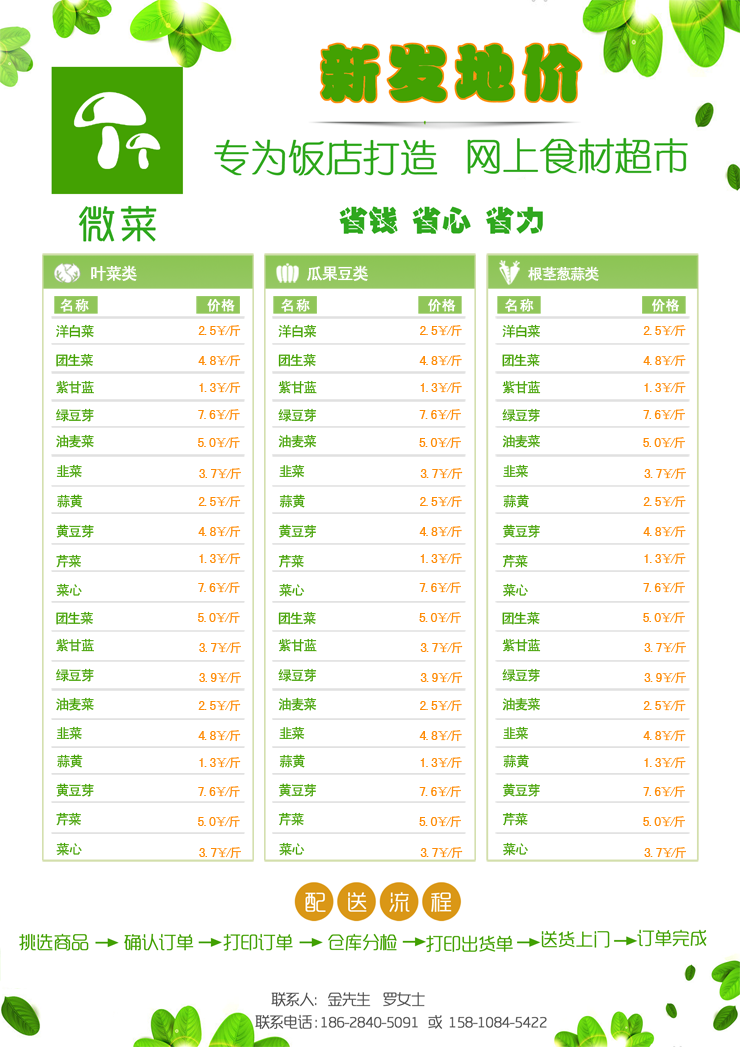 新发地价
专为饭店打造 网上食材超市
微菜
省钱 省心 省力
叶菜类
名称 价格
洋白菜 2.5￥/斤
团生菜 4.8￥/斤
紫甘蓝 1.3￥/斤
绿豆芽 7.6￥/斤
油麦菜 5.0￥/斤
韭菜 3.7￥/斤
蒜黄 2.5￥/斤
黄豆芽 4.8￥/斤
芹菜 1.3￥/斤
菜心 7.6￥/斤
团生菜 5.0￥/斤
紫甘蓝 3.7￥/斤
绿豆芽 3.9￥/斤
油麦菜 2.5￥/斤
韭菜 4.8￥/斤
蒜黄 1.3￥/斤
黄豆芽 7.6￥/斤
芹菜 5.0￥/斤
菜心 3.7￥/斤
瓜果豆类
名称 价格
洋白菜 2.5￥/斤
团生菜 4.8￥/斤
紫甘蓝 1.3￥/斤
绿豆芽 7.6￥/斤
油麦菜 5.0￥/斤
韭菜 3.7￥/斤
蒜黄 2.5￥/斤
黄豆芽 4.8￥/斤
芹菜 1.3￥/斤
菜心 7.6￥/斤
团生菜 5.0￥/斤
紫甘蓝 3.7￥/斤
绿豆芽 3.9￥/斤
油麦菜 2.5￥/斤
韭菜 4.8￥/斤
蒜黄 1.3￥/斤
黄豆芽 7.6￥/斤
芹菜 5.0￥/斤
菜心 3.7￥/斤
根茎葱蒜类
名称 价格
洋白菜 2.5￥/斤
团生菜 4.8￥/斤
紫甘蓝 1.3￥/斤
绿豆芽 7.6￥/斤
油麦菜 5.0￥/斤
韭菜 3.7￥/斤
蒜黄 2.5￥/斤
黄豆芽 4.8￥/斤
芹菜 1.3￥/斤
菜心 7.6￥/斤
团生菜 5.0￥/斤
紫甘蓝 3.7￥/斤
绿豆芽 3.9￥/斤
油麦菜 2.5￥/斤
韭菜 4.8￥/斤
蒜黄 1.3￥/斤
黄豆芽 7.6￥/斤
芹菜 5.0￥/斤
菜心 3.7￥/斤
配送流程
挑选商品 → 确认订单 → 打印订单 → 仓库分检 → 打印出货单 → 送货上门 → 订单完成
联系人: 金先生 罗女士
联系电话:186-2840-5091 或 158-1084-5422